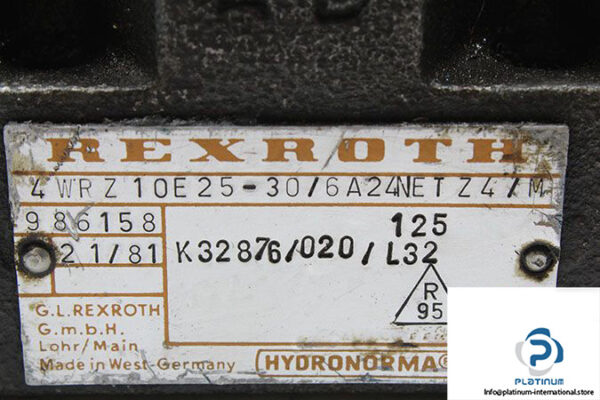 REXROTH
4WRZ10E25-30/6A24NETZ4/M
986158
125
21/81
K32876/020/L32
R
95
G.L.REXROTH
G.m.b.H.
Lohr/Main
Made in West-Germany
HYDRONORMA
PLATINUM
Info@platinum-international.store